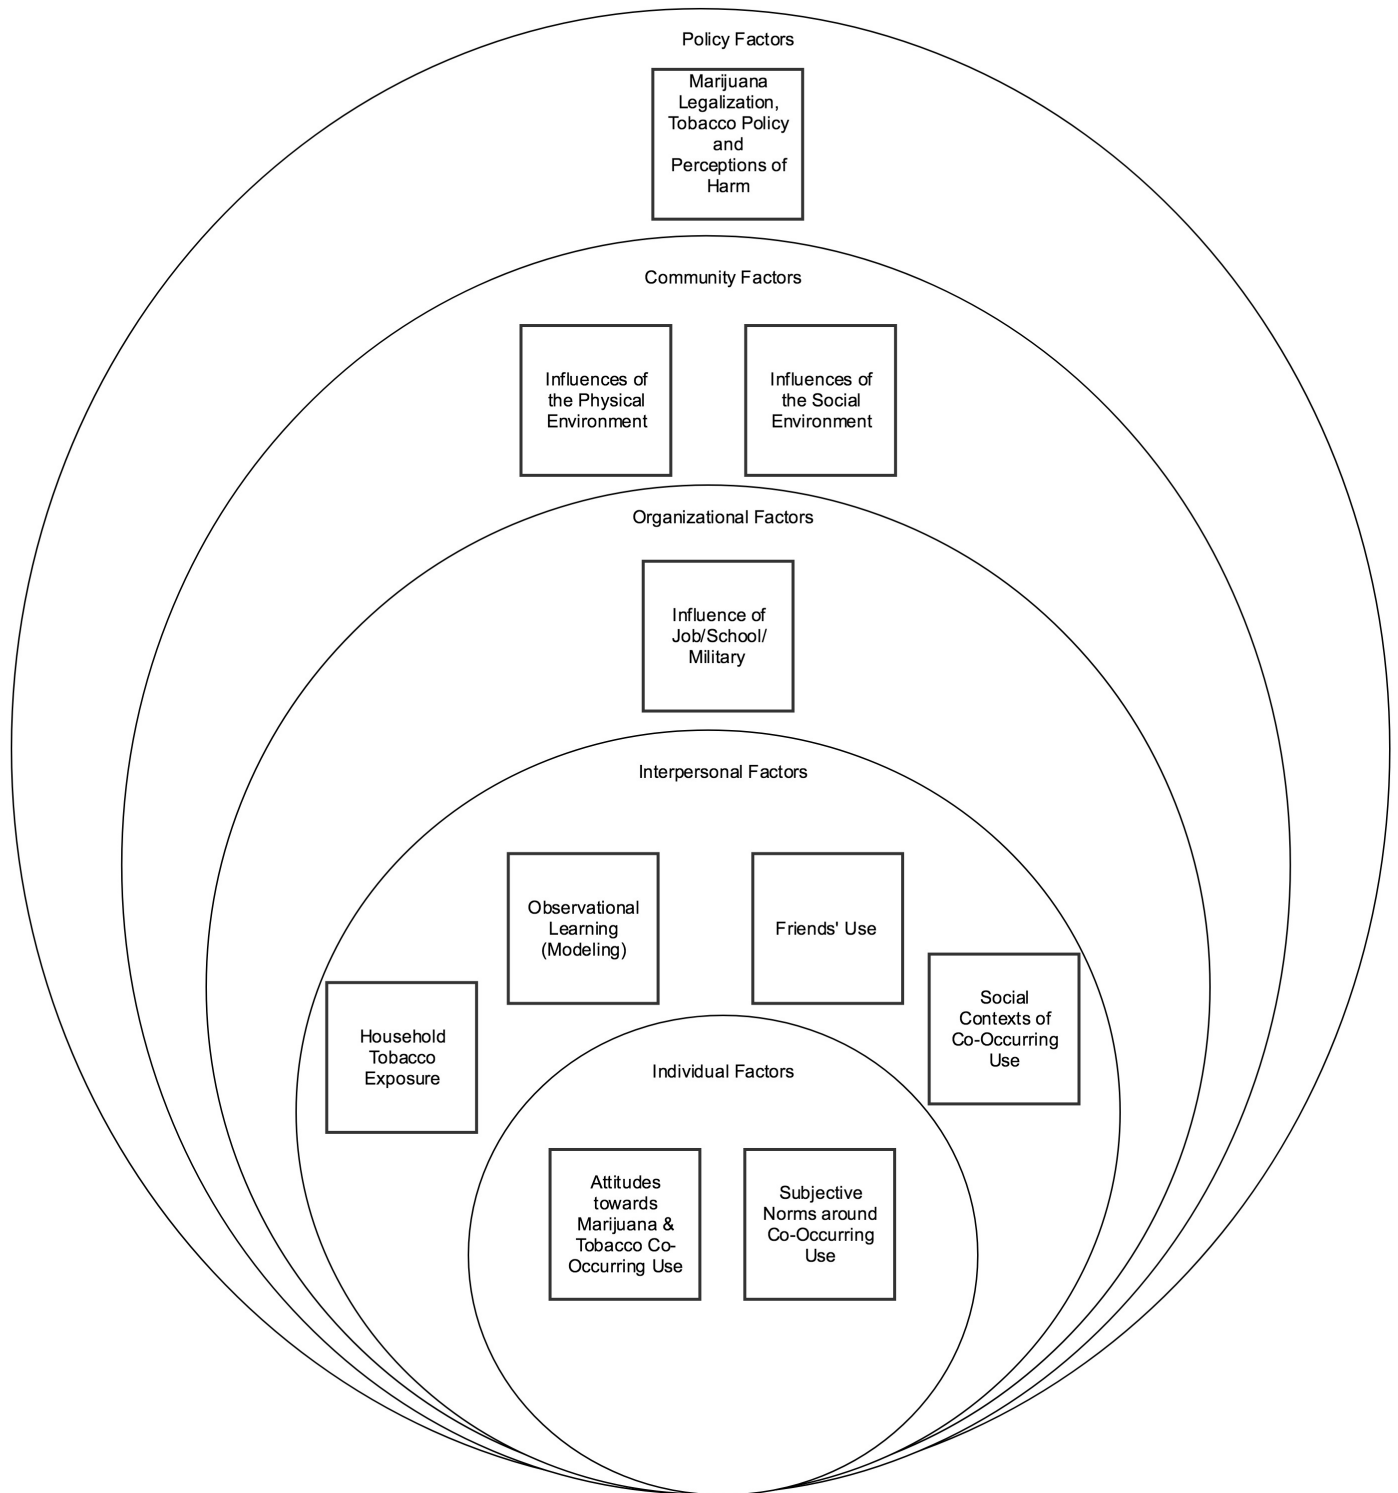 Policy Factors
Marijuana
Legalization,
Tobacco Policy
and
Perceptions of
Harm
Community Factors
Influences of
the Physical
Environment
Influences of
the Social
Environment
Organizational Factors
Influence of
Job/School/
Military
Interpersonal Factors
Observational
Learning
(Modeling)
Friends' Use
Household
Tobacco
Exposure
Social
Contexts of
Co-Occurring
Use
Individual Factors
Attitudes
towards
Marijuana &
Tobacco Co-
Occurring Use
Subjective
Norms around
Co-Occurring
Use